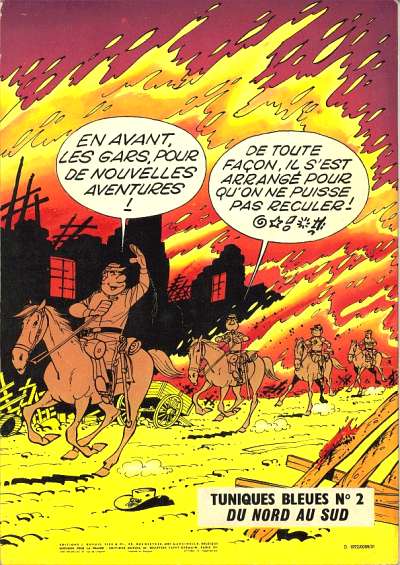 EN AVANT,
LES GARS, POUR
DE NOUVELLES
AVENTURES
!
DE TOUTE
FAÇON, IL S'EST
ARRANGÉ POUR
QU'ON NE PUISSE
PAS RECULER!
TUNIQUES BLEUES N° 2
DU NORD AU SUD